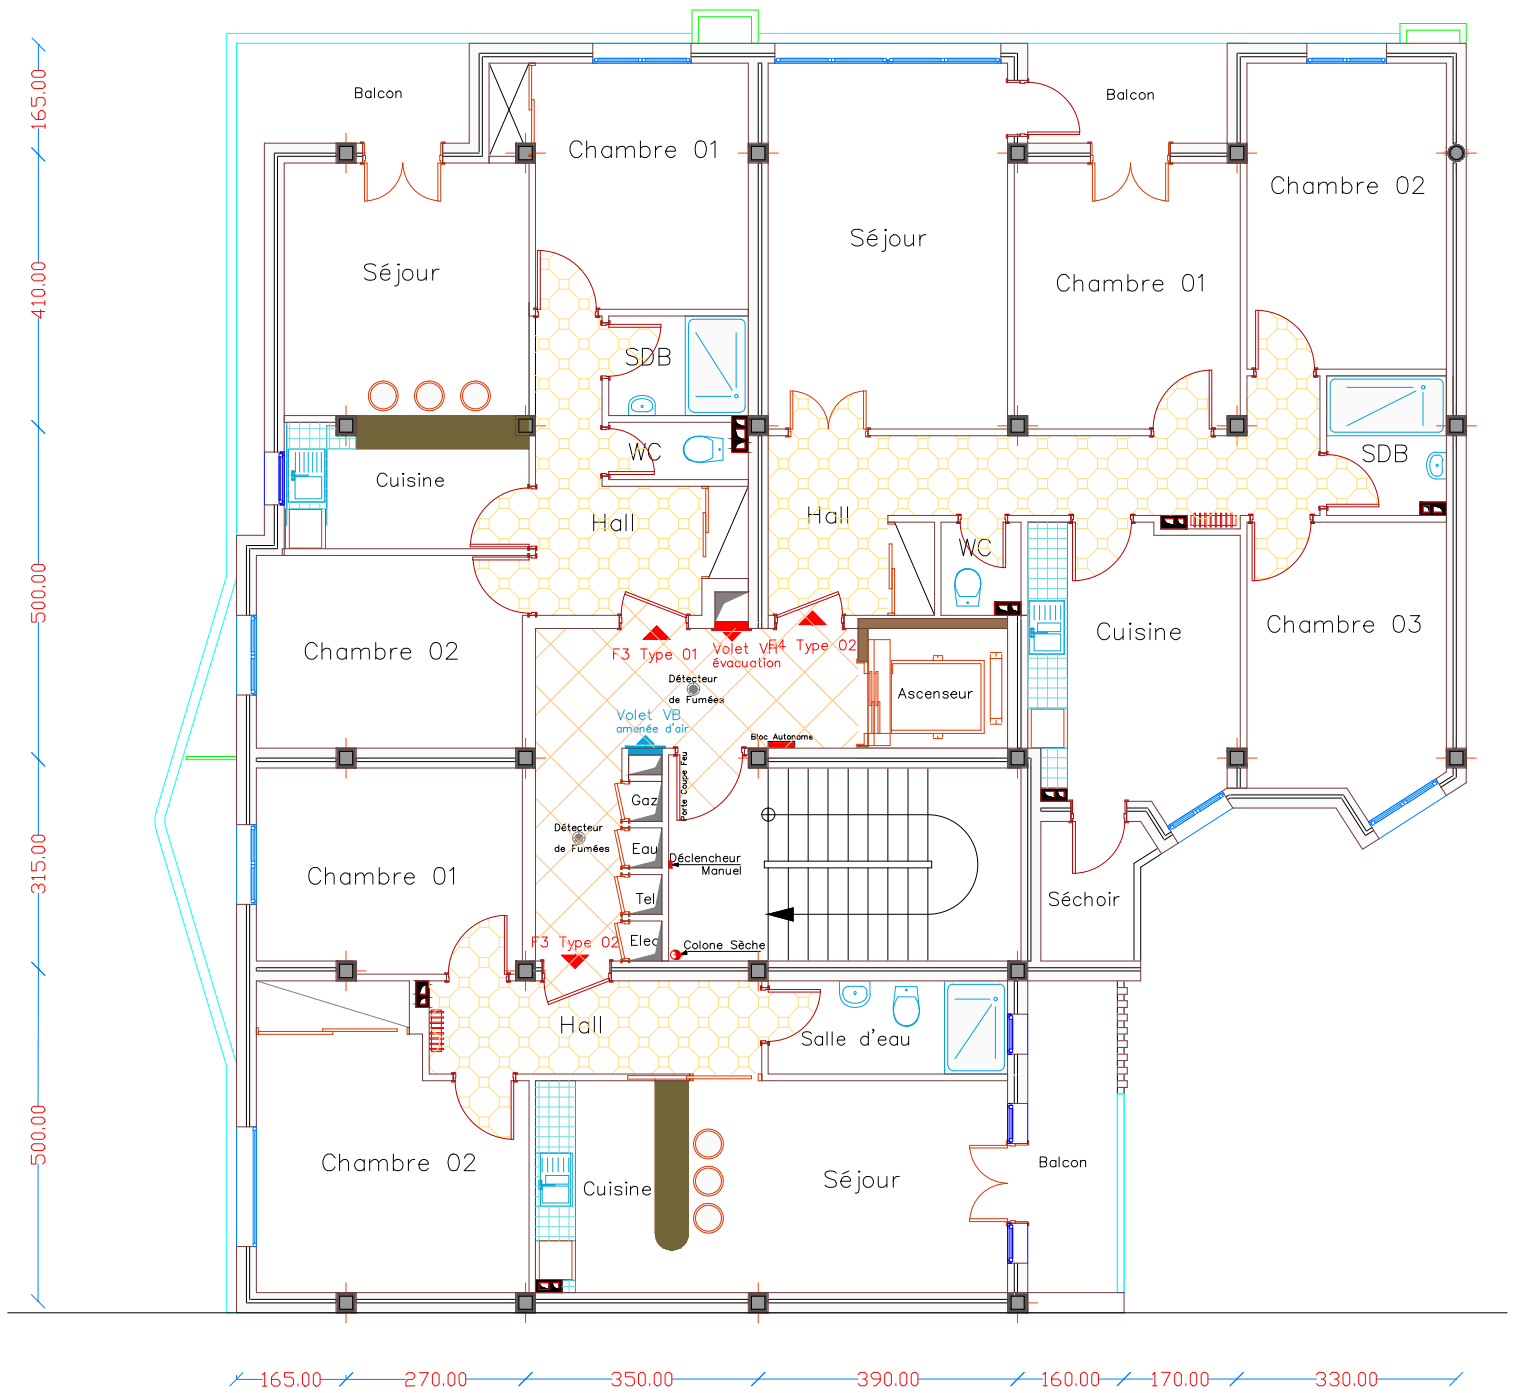 Balcon
Balcon
Chambre 01
Chambre 02
Séjour
Séjour
Chambre 01
SDB
WC
SDB
Cuisine
Hall
Hall
WC
Chambre 02
Cuisine
Chambre 03
F3 Type 01
Volet VH
évacuation
F4 Type 02
Détecteur
de Fumées
Ascenseur
Volet VB
amenée d'air
Bloc Autonome
Porte Coupe Feu
Gaz
Détecteur
de Fumées
Eau
Déclencheur
Manuel
Chambre 01
Tel
Séchoir
F3 Type 02
Elec
Colone Sèche
Hall
Salle d'eau
Chambre 02
Cuisine
Séjour
Balcon
165.00
410.00
500.00
315.00
500.00
165.00
270.00
350.00
390.00
160.00
170.00
330.00